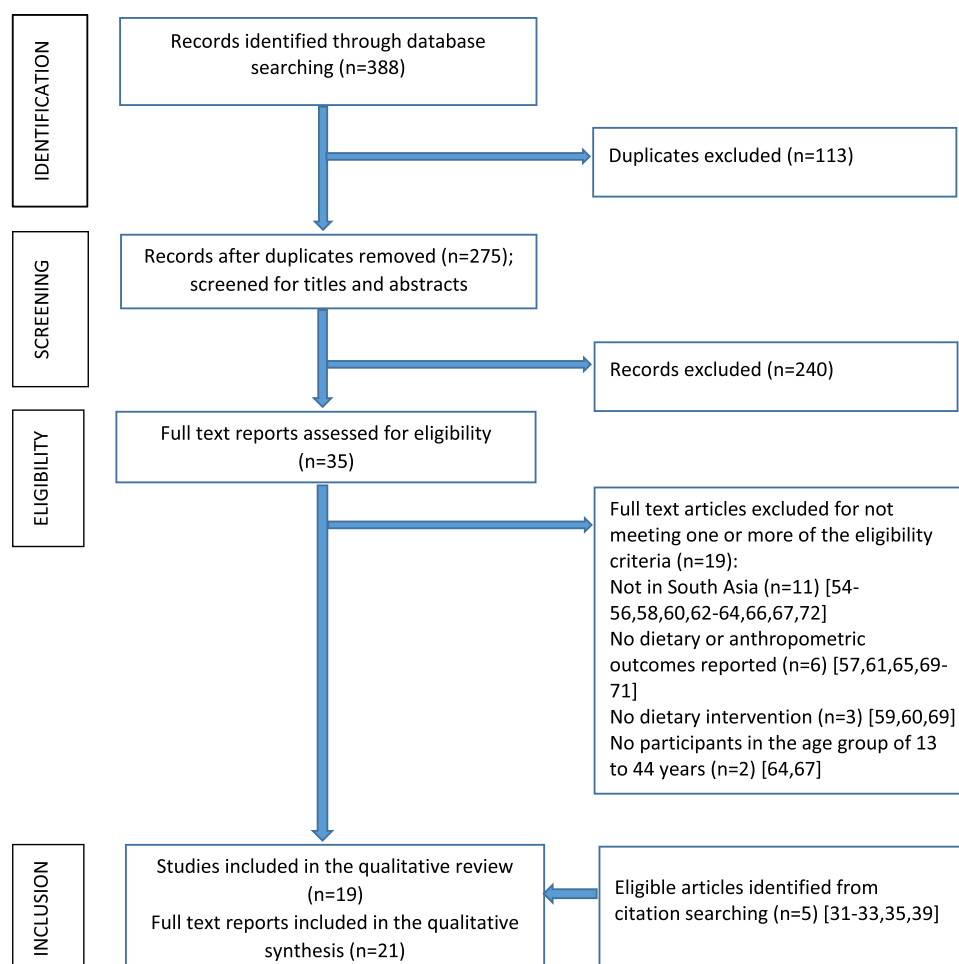 IDENTIFICATION
Records identified through database
searching (n=388)
Duplicates excluded (n=113)
SCREENING
Records after duplicates removed (n=275);
screened for titles and abstracts
Records excluded (n=240)
ELIGIBILITY
Full text reports assessed for eligibility
(n=35)
Full text articles excluded for not
meeting one or more of the eligibility
criteria (n=19):
Not in South Asia (n=11) [54-
56,58,60,62-64,66,67,72]
No dietary or anthropometric
outcomes reported (n=6) [57,61,65,69-
71]
No dietary intervention (n=3) [59,60,69]
No participants in the age group of 13
to 44 years (n=2) [64,67]
INCLUSION
Studies included in the qualitative review
(n=19)
Full text reports included in the qualitative
synthesis (n=21)
Eligible articles identified from
citation searching (n=5) [31-33,35,39]